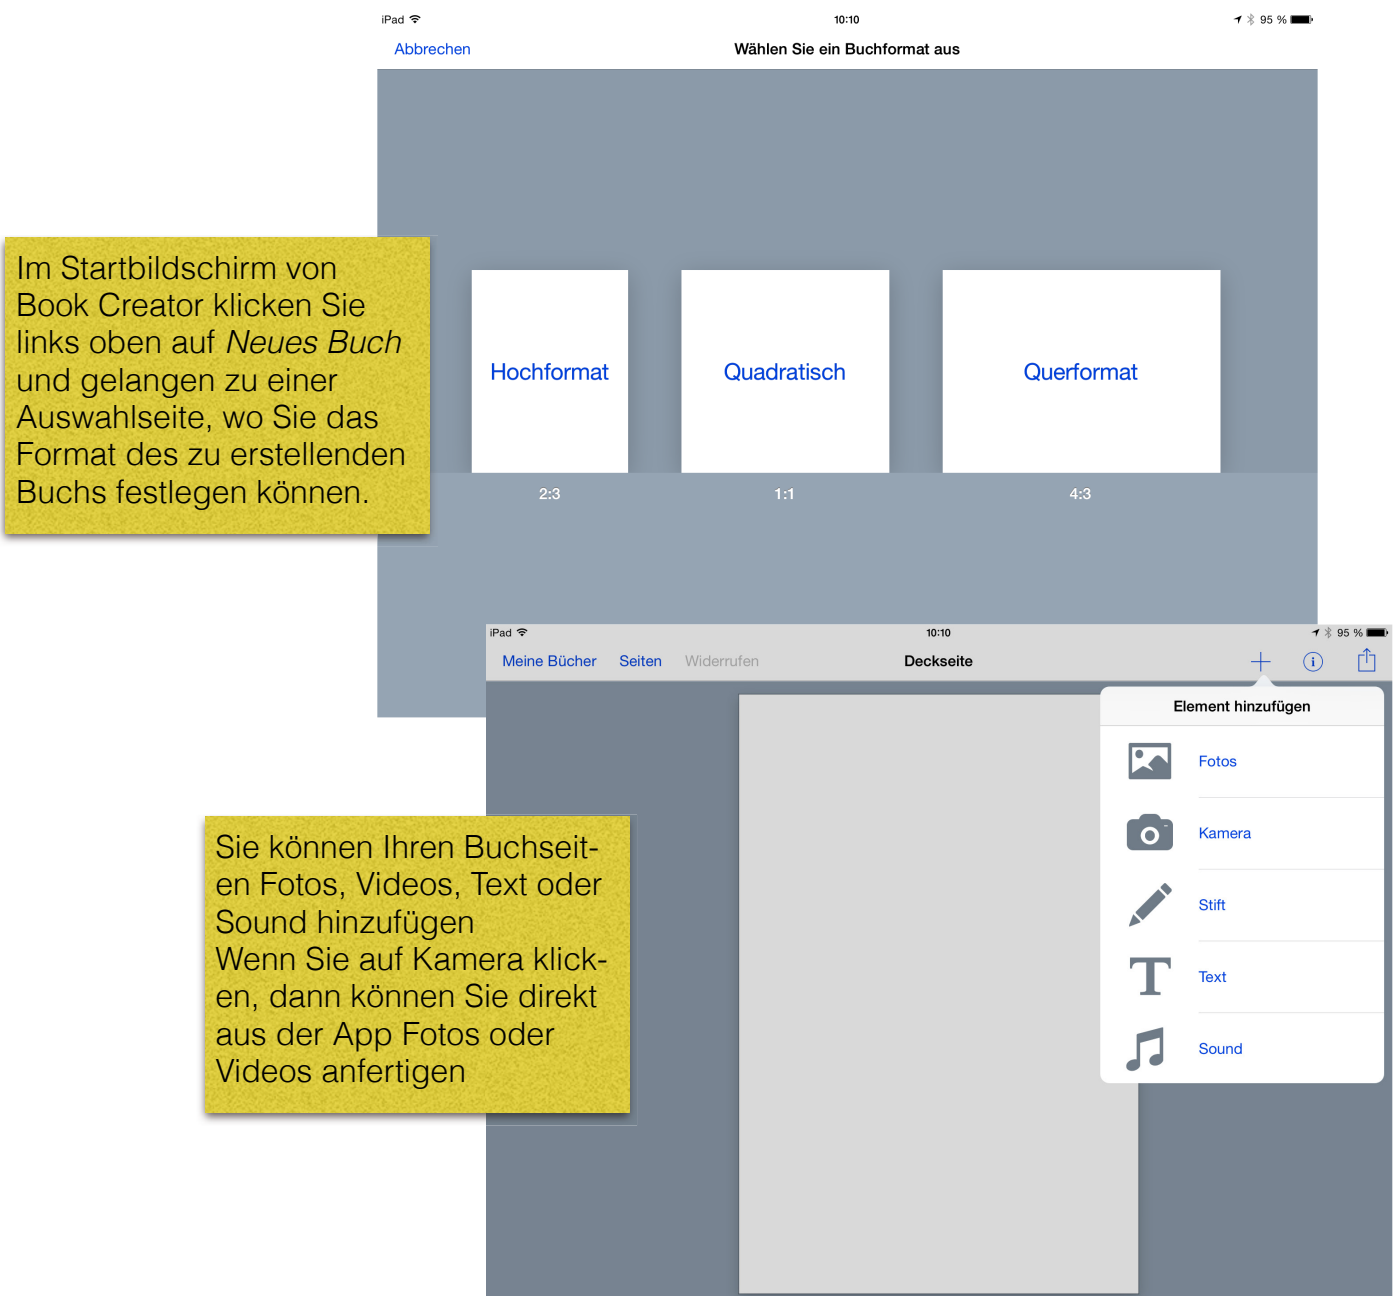 iPad 10:10 95 %
Abbrechen Wählen Sie ein Buchformat aus
Im Startbildschirm von
Book Creator klicken Sie
links oben auf Neues Buch
und gelangen zu einer
Auswahlseite, wo Sie das
Format des zu erstellenden
Buchs festlegen können.
Hochformat Quadratisch Querformat
2:3 1:1 4:3
iPad 10:10 95 %
Meine Bücher Seiten Widerrufen Deckseite
Element hinzufügen
Fotos
Kamera
Stift
Text
Sound
Sie können Ihren Buchseit-
en Fotos, Videos, Text oder
Sound hinzufügen
Wenn Sie auf Kamera klick-
en, dann können Sie direkt
aus der App Fotos oder
Videos anfertigen